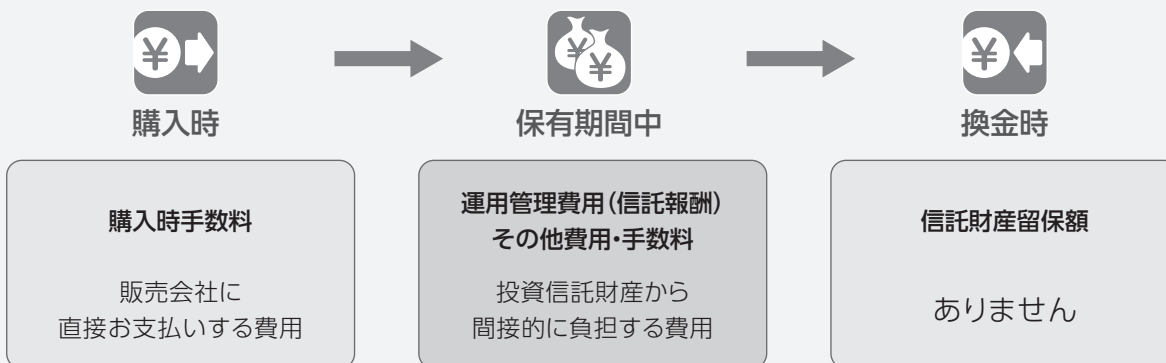 ¥
¥
¥
¥
購入時
保有期間中
換金時
購入時手数料
販売会社に
直接お支払いする費用
運用管理費用(信託報酬)
その他費用・手数料
投資信託財産から
間接的に負担する費用
信託財産留保額
ありません